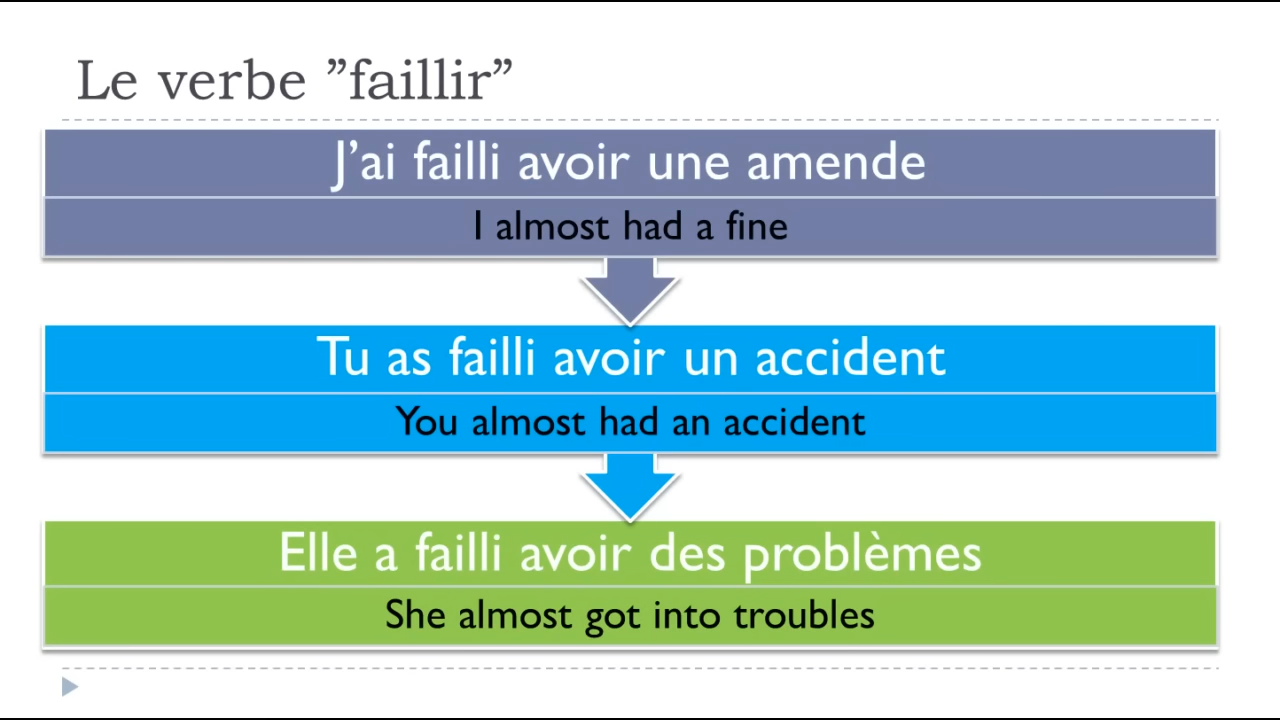 Le verbe ”faillir”
J’ai failli avoir une amende
I almost had a fine
Tu as failli avoir un accident
You almost had an accident
Elle a failli avoir des problèmes
She almost got into troubles